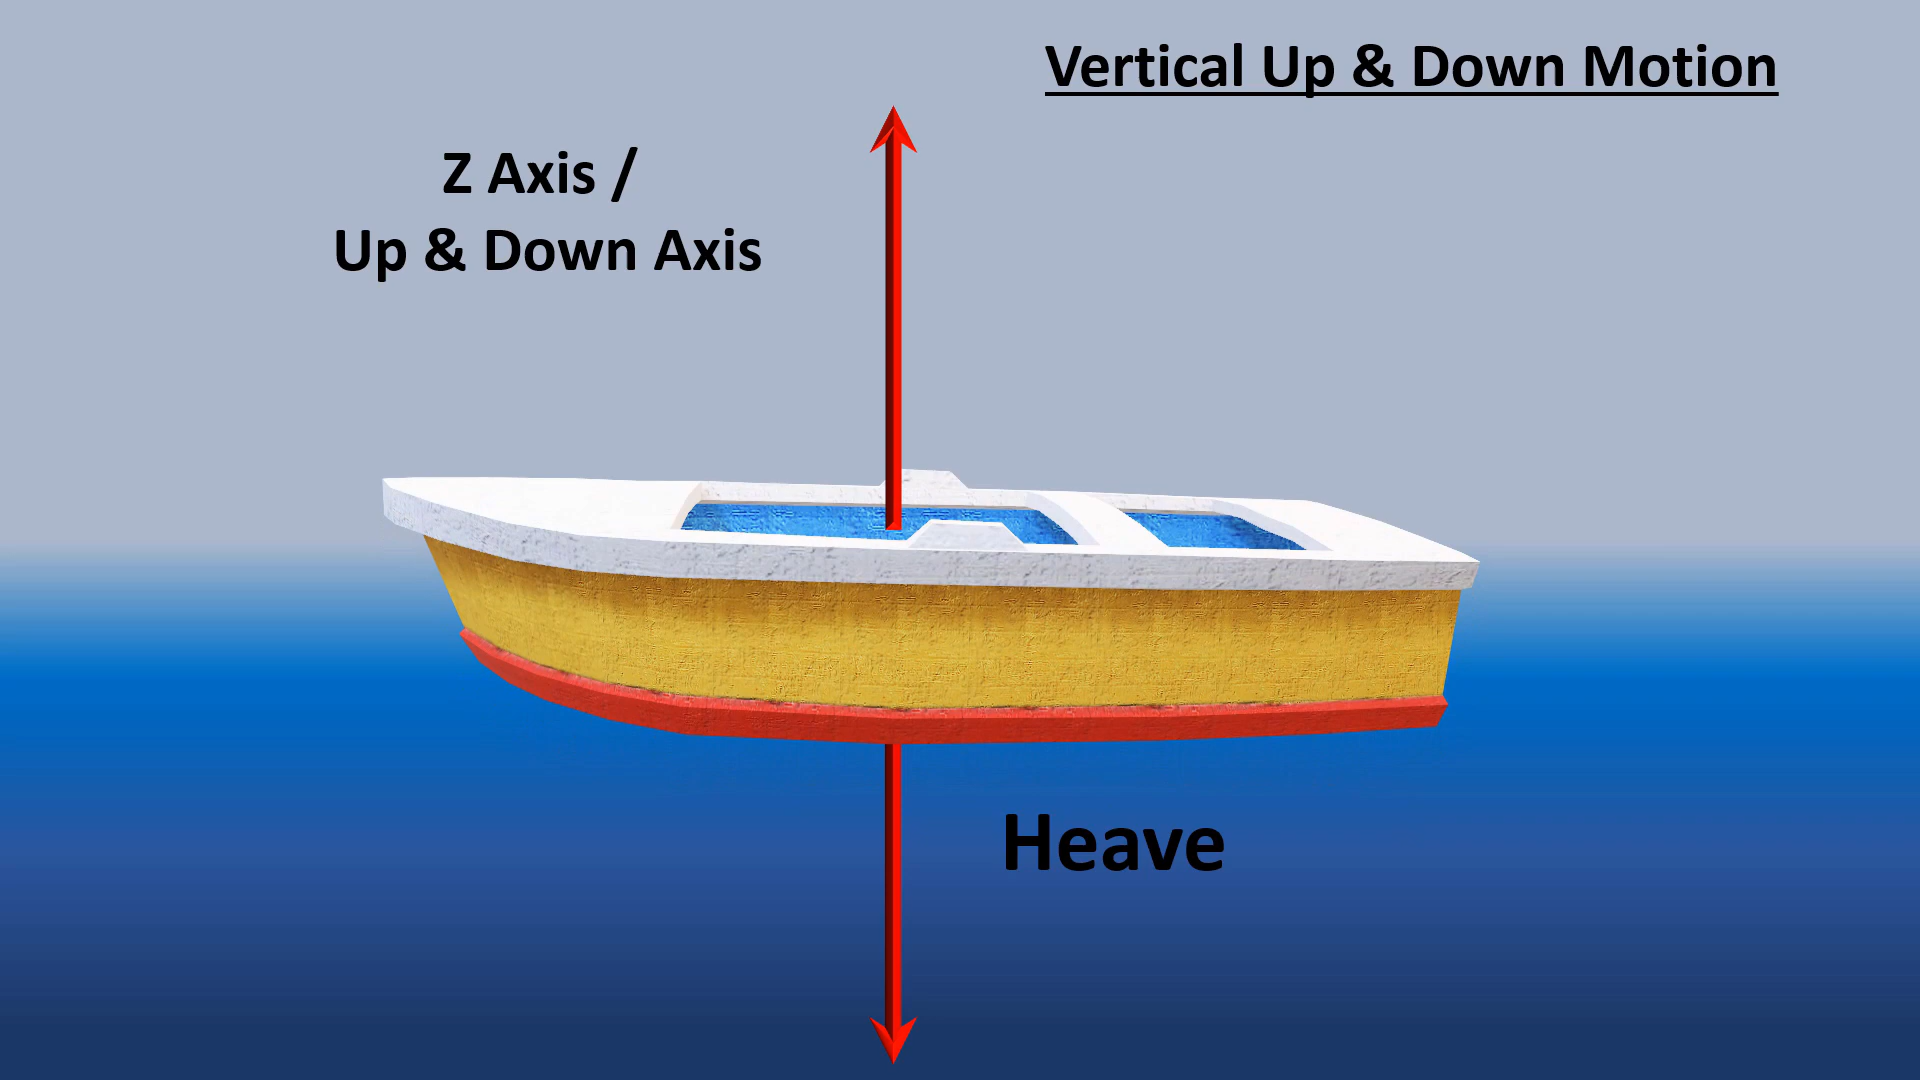 Vertical Up & Down Motion
Z Axis /
Up & Down Axis
Heave